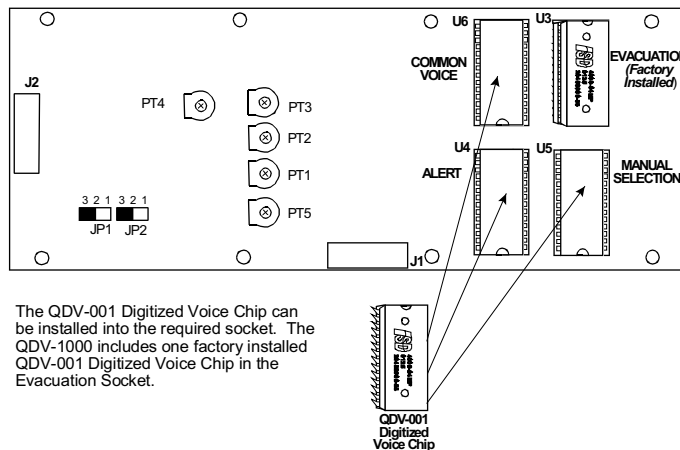 U6
U3
COMMON
VOICE
EVACUATION
(Factory
Installed)
J2
PT4
PT3
PT2
PT1
PT5
U4
U5
ALERT
MANUAL
SELECTION
3 2 1
3 2 1
JP1
JP2
J1
ISD
ISD
The QDV-001 Digitized Voice Chip can
be installed into the required socket. The
QDV-1000 includes one factory installed
QDV-001 Digitized Voice Chip in the
Evacuation Socket.
QDV-001
Digitized
Voice Chip